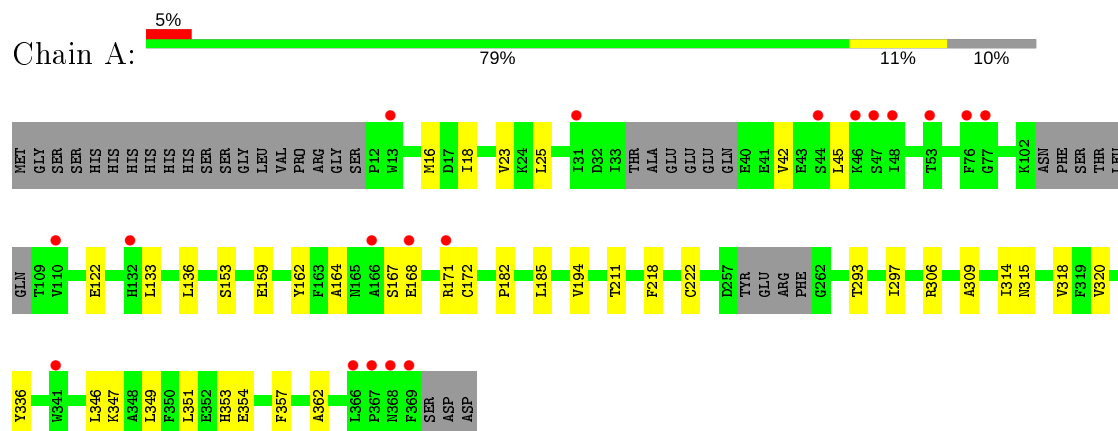 5%
Chain A:
79% 11% 10%
MET GLY SER SER HIS HIS HIS HIS HIS HIS SER SER GLY LEU VAL PRO ARG GLY SER P12 W13 M16 D17 I18 V23 K24 L25 I31 D32 I33 THR ALA GLU GLU GLU GLN E40 E41 V42 E43 S44 L45 K46 S47 I48 T53 F76 G77 K102 ASN PHE SER THR LEU
GLN T109 V110 E122 H132 L133 L136 S153 E159 Y162 F163 A164 N165 A166 S167 E168 R171 C172 P182 L185 V194 T211 F218 C222 D257 TYR GLU ARG PHE G262 T293 I297 R306 A309 I314 N315 V318 F319 V320
Y336 W341 L346 K347 A348 L349 F350 L351 E352 H353 E354 F357 A362 L366 P367 N368 F369 SER ASP ASP